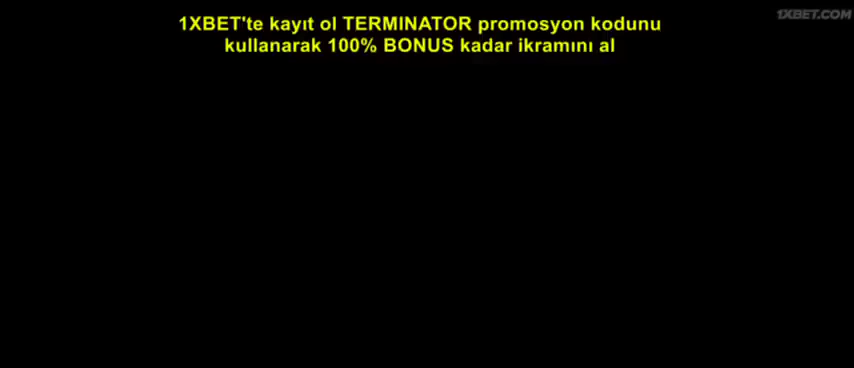 1XBET'te kayıt ol TERMINATOR promosyon kodunu
kullanarak 100% BONUS kadar ikramını al
1XBET.COM